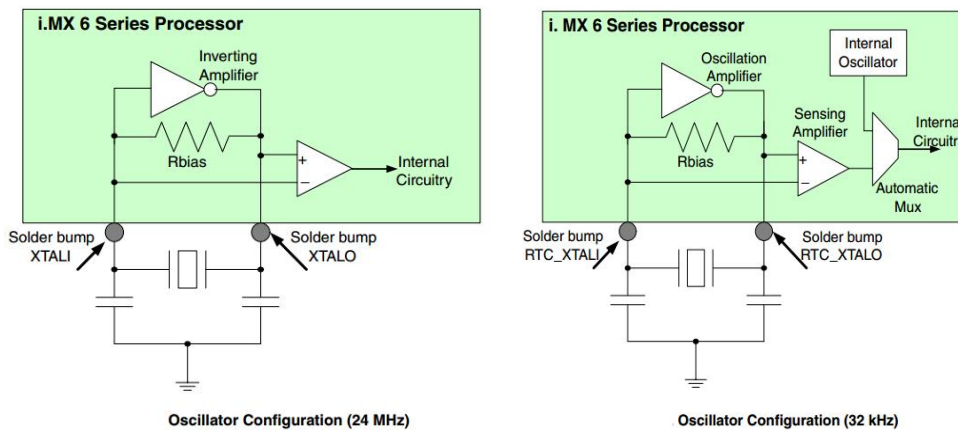 i.MX 6 Series Processor
Inverting
Amplifier
Rbias
+
−
Internal
Circuitry
Solder bump
XTALI
Solder bump
XTALO
Oscillator Configuration (24 MHz)
i. MX 6 Series Processor
Internal
Oscillator
Oscillation
Amplifier
Sensing
Amplifier
Rbias
+
−
Interna
Circuitr
Automatic
Mux
Solder bump
RTC_XTALI
Solder bump
RTC_XTALO
Oscillator Configuration (32 kHz)